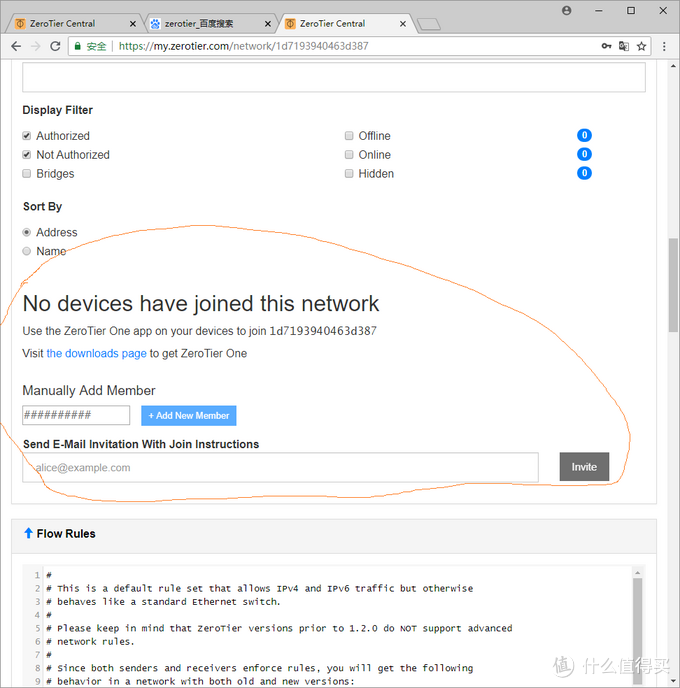 ZeroTier Central
zerotier_百度搜索
ZeroTier Central
安全
https://my.zerotier.com/network/1d7193940463d387
Display Filter
Authorized
Offline
0
Not Authorized
Online
0
Bridges
Hidden
0
Sort By
Address
Name
No devices have joined this network
Use the ZeroTier One app on your devices to join 1d7193940463d387
Visit the downloads page to get ZeroTier One
Manually Add Member
##########
+ Add New Member
Send E-Mail Invitation With Join Instructions
alice@example.com
Invite
Flow Rules
1 #
2 # This is a default rule set that allows IPv4 and IPv6 traffic but otherwise
3 # behaves like a standard Ethernet switch.
4 #
5 # Please keep in mind that ZeroTier versions prior to 1.2.0 do NOT support advanced
6 # network rules.
7 #
8 # Since both senders and receivers enforce rules, you will get the following
9 # behavior in a network with both old and new versions:
值 什么值得买